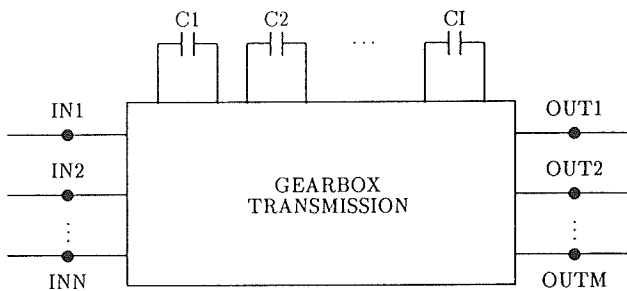 C1 C2 ... CI
IN1 OUT1
IN2 OUT2
GEARBOX
TRANSMISSION
INN OUTM